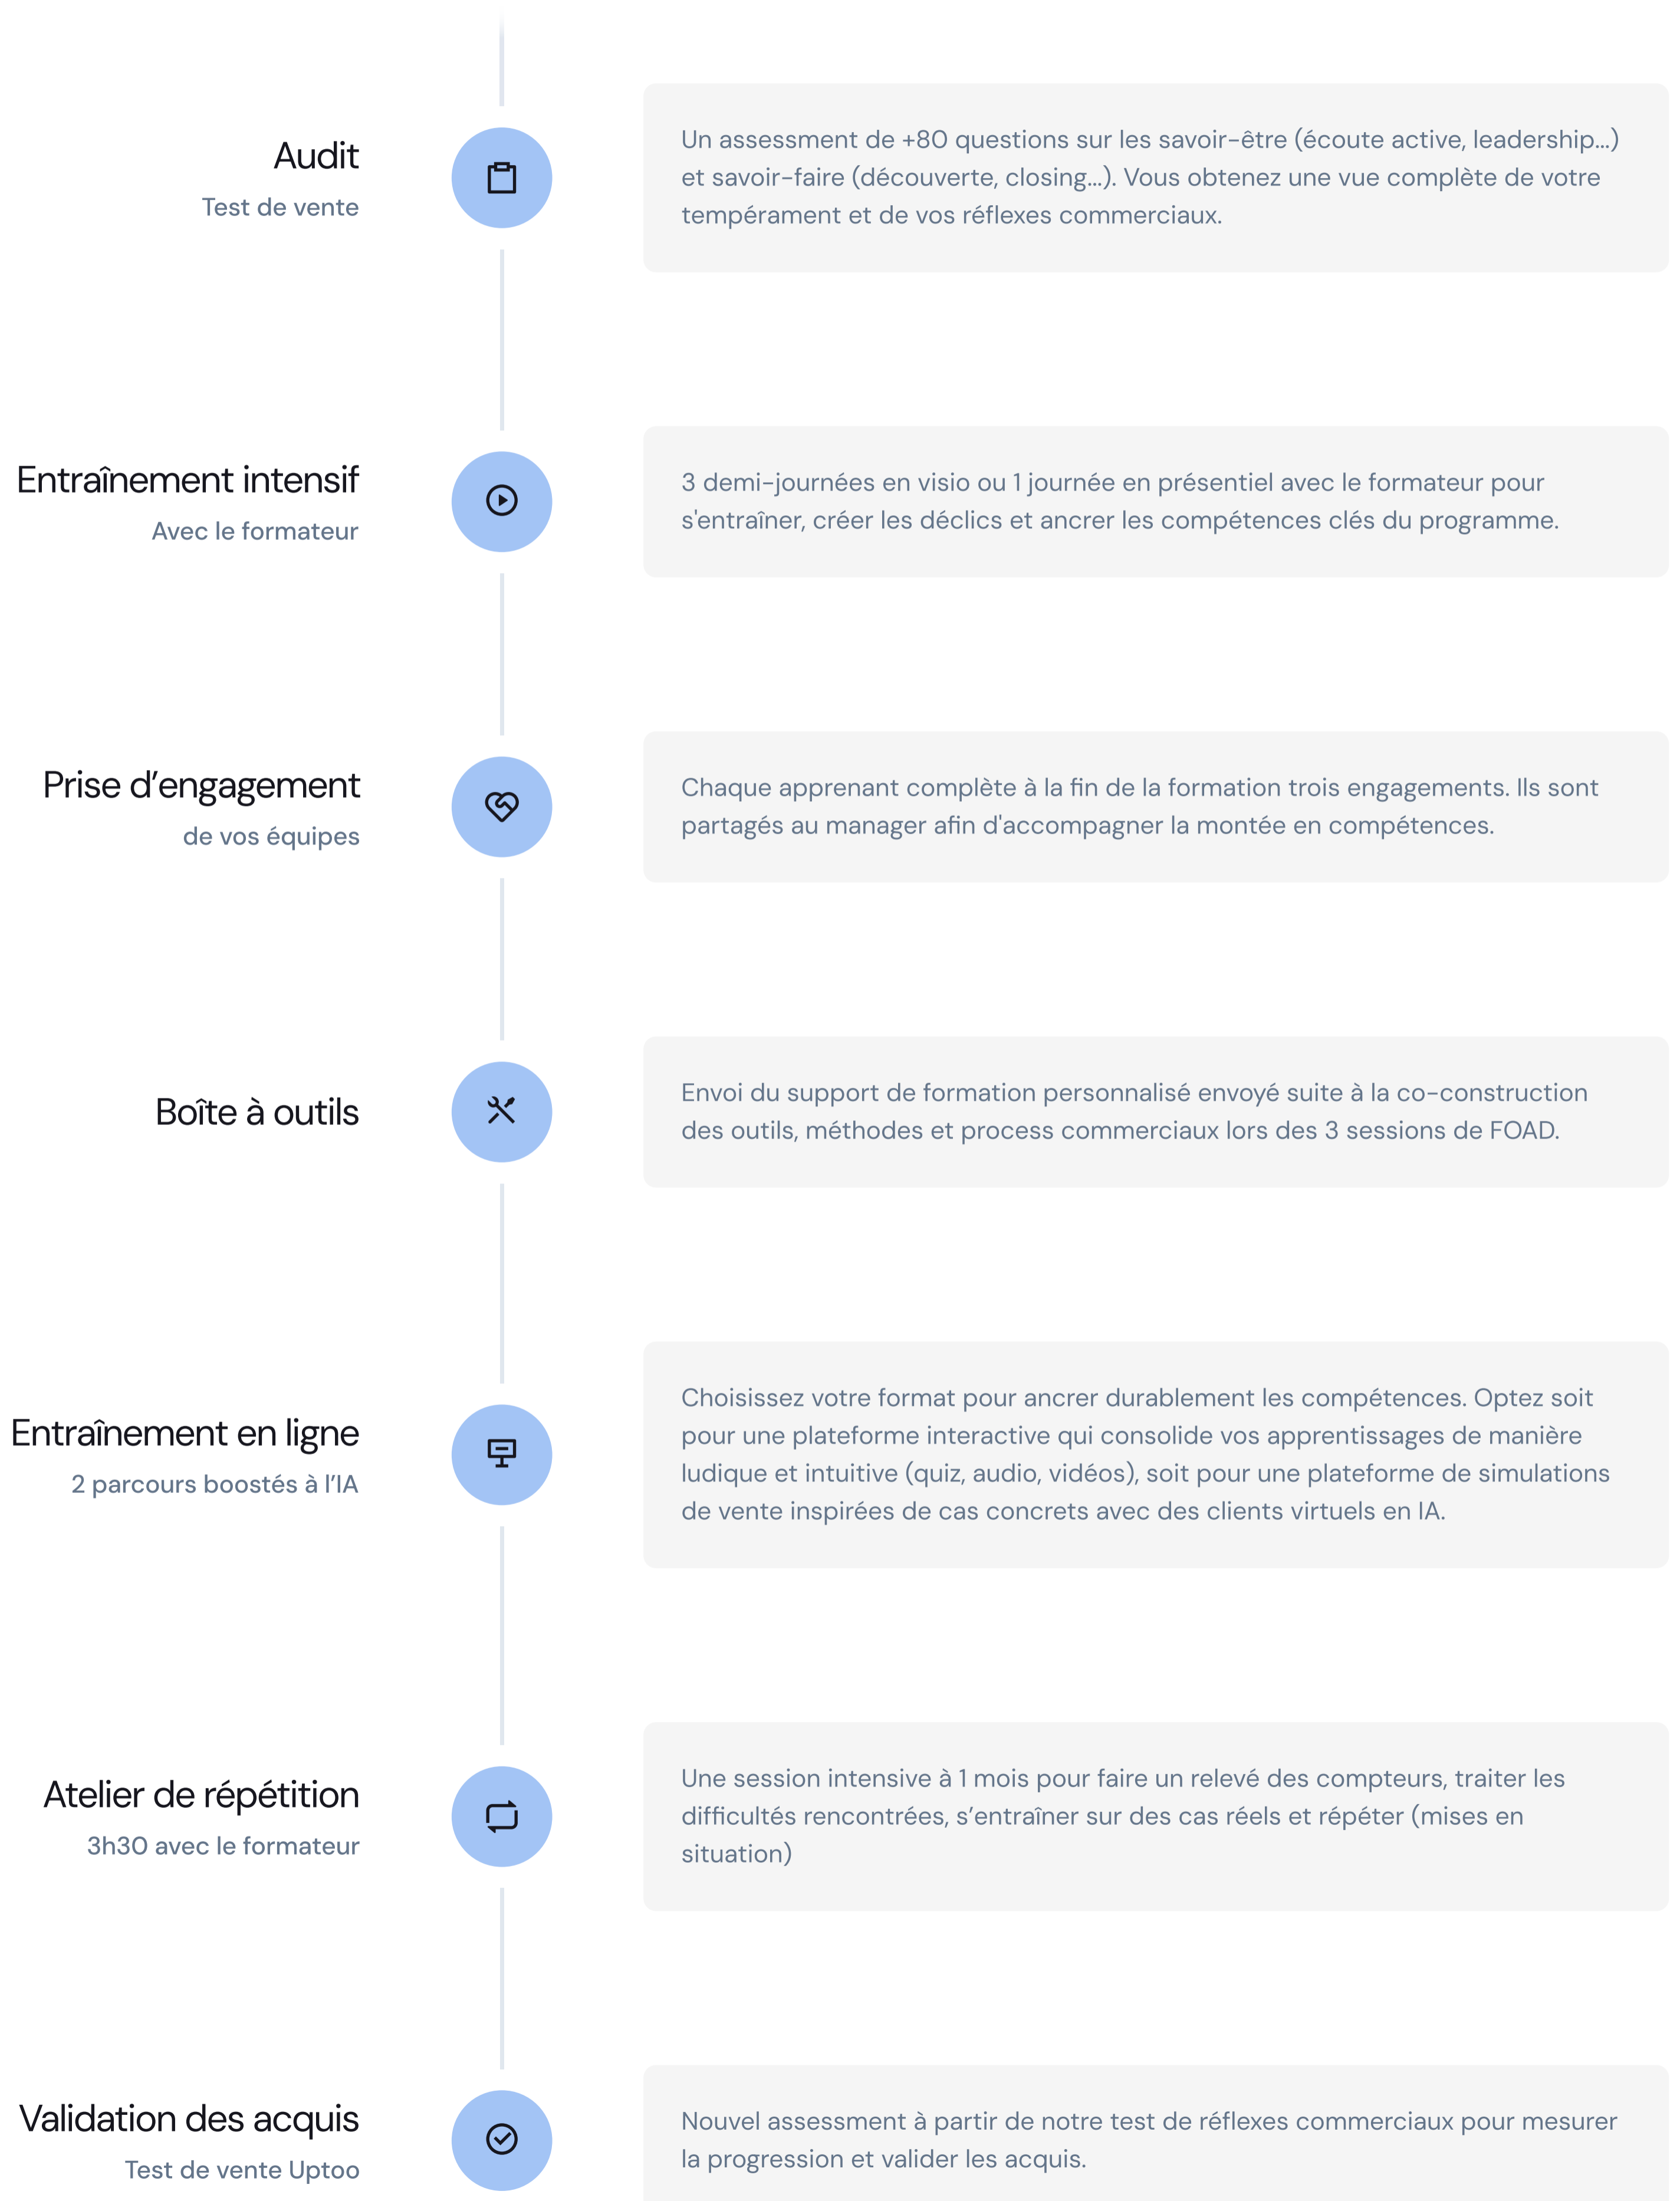 Audit
Test de vente
Un assessment de +80 questions sur les savoir-être (écoute active, leadership...)
et savoir-faire (découverte, closing...). Vous obtenez une vue complète de votre
tempérament et de vos réflexes commerciaux.
Entraînement intensif
Avec le formateur
3 demi-journées en visio ou 1 journée en présentiel avec le formateur pour
s'entraîner, créer les déclics et ancrer les compétences clés du programme.
Prise d’engagement
de vos équipes
Chaque apprenant complète à la fin de la formation trois engagements. Ils sont
partagés au manager afin d'accompagner la montée en compétences.
Boîte à outils
Envoi du support de formation personnalisé envoyé suite à la co-construction
des outils, méthodes et process commerciaux lors des 3 sessions de FOAD.
Entraînement en ligne
2 parcours boostés à l’IA
Choisissez votre format pour ancrer durablement les compétences. Optez soit
pour une plateforme interactive qui consolide vos apprentissages de manière
ludique et intuitive (quiz, audio, vidéos), soit pour une plateforme de simulations
de vente inspirées de cas concrets avec des clients virtuels en IA.
Atelier de répétition
3h30 avec le formateur
Une session intensive à 1 mois pour faire un relevé des compteurs, traiter les
difficultés rencontrées, s’entraîner sur des cas réels et répéter (mises en
situation)
Validation des acquis
Test de vente Uptoo
Nouvel assessment à partir de notre test de réflexes commerciaux pour mesurer
la progression et valider les acquis.